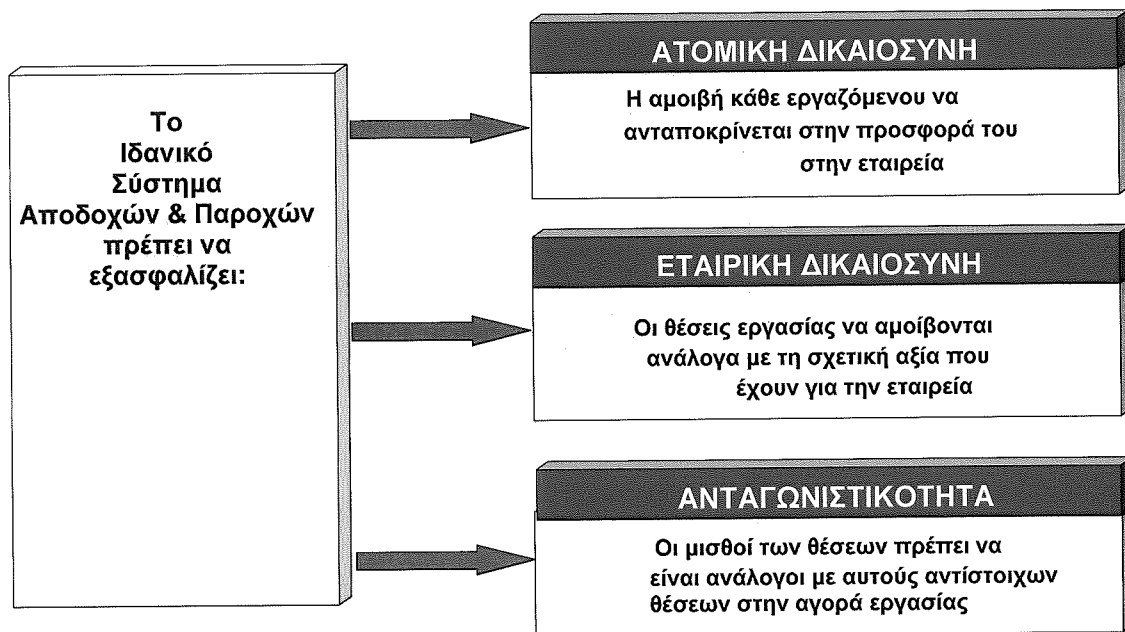 Το
Ιδανικό
Σύστημα
Αποδοχών & Παροχών
πρέπει να
εξασφαλίζει:
ΑΤΟΜΙΚΗ ΔΙΚΑΙΟΣΥΝΗ
Η αμοιβή κάθε εργαζόμενου να
ανταποκρίνεται στην προσφορά του
στην εταιρεία
ΕΤΑΙΡΙΚΗ ΔΙΚΑΙΟΣΥΝΗ
Οι θέσεις εργασίας να αμοίβονται
ανάλογα με τη σχετική αξία που
έχουν για την εταιρεία
ΑΝΤΑΓΩΝΙΣΤΙΚΟΤΗΤΑ
Οι μισθοί των θέσεων πρέπει να
είναι ανάλογοι με αυτούς αντίστοιχων
θέσεων στην αγορά εργασίας